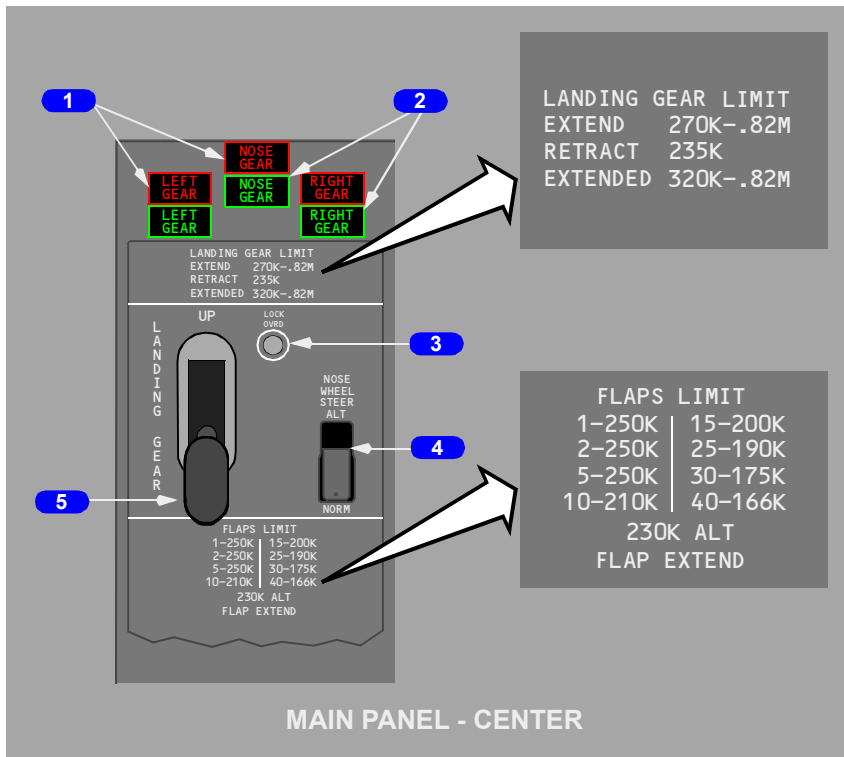 1
2
NOSE
GEAR
LEFT
GEAR
NOSE
GEAR
RIGHT
GEAR
LEFT
GEAR
RIGHT
GEAR
LANDING GEAR LIMIT
EXTEND 270K-.82M
RETRACT 235K
EXTENDED 320K-.82M
LANDING GEAR LIMIT
EXTEND 270K-.82M
RETRACT 235K
EXTENDED 320K-.82M
UP
LOCK
OVRD
LANDING GEAR
3
NOSE
WHEEL
STEER
ALT
4
NORM
5
FLAPS LIMIT
1-250K 15-200K
2-250K 25-190K
5-250K 30-175K
10-210K 40-166K
230K ALT
FLAP EXTEND
FLAPS LIMIT
1-250K 15-200K
2-250K 25-190K
5-250K 30-175K
10-210K 40-166K
230K ALT
FLAP EXTEND
MAIN PANEL - CENTER